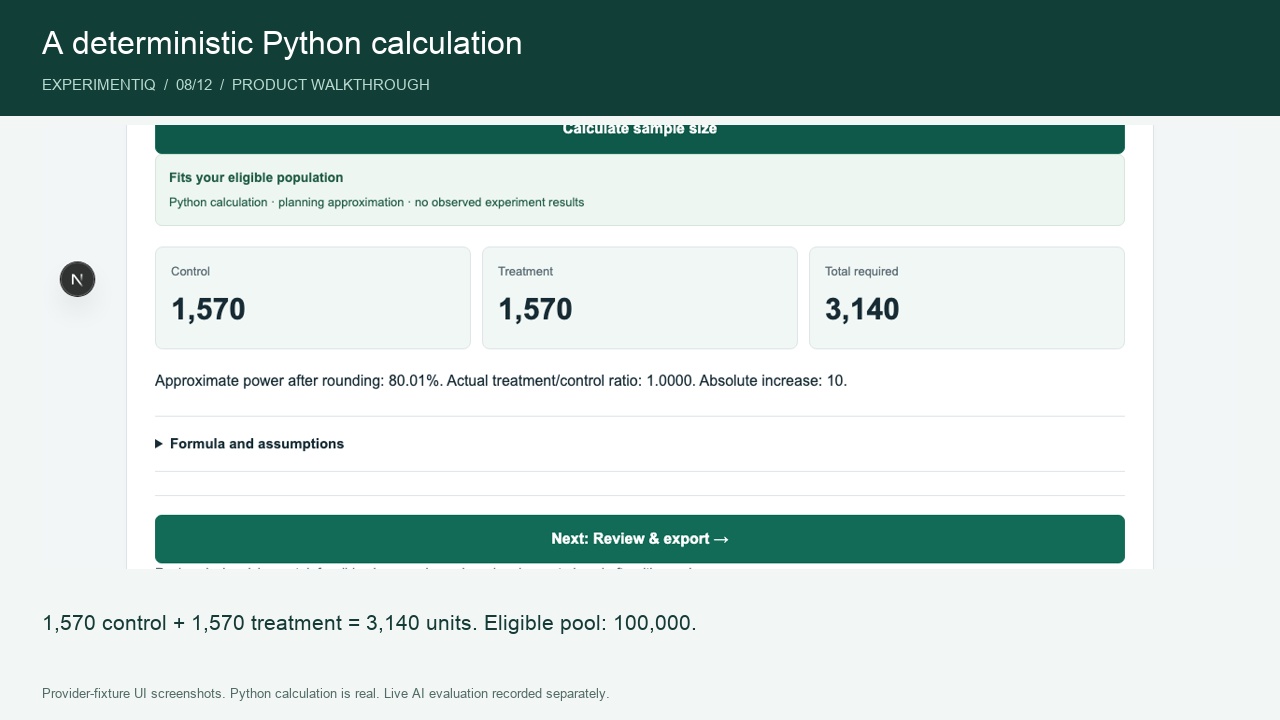 A deterministic Python calculation
EXPERIMENTIQ / 08/12 / PRODUCT WALKTHROUGH
Calculate sample size
Fits your eligible population
Python calculation · planning approximation · no observed experiment results
Control
Treatment
Total required
1,570
1,570
3,140
N
Approximate power after rounding: 80.01%. Actual treatment/control ratio: 1.0000. Absolute increase: 10.
▶ Formula and assumptions
Next: Review & export →
1,570 control + 1,570 treatment = 3,140 units. Eligible pool: 100,000.
Provider-fixture UI screenshots. Python calculation is real. Live AI evaluation recorded separately.